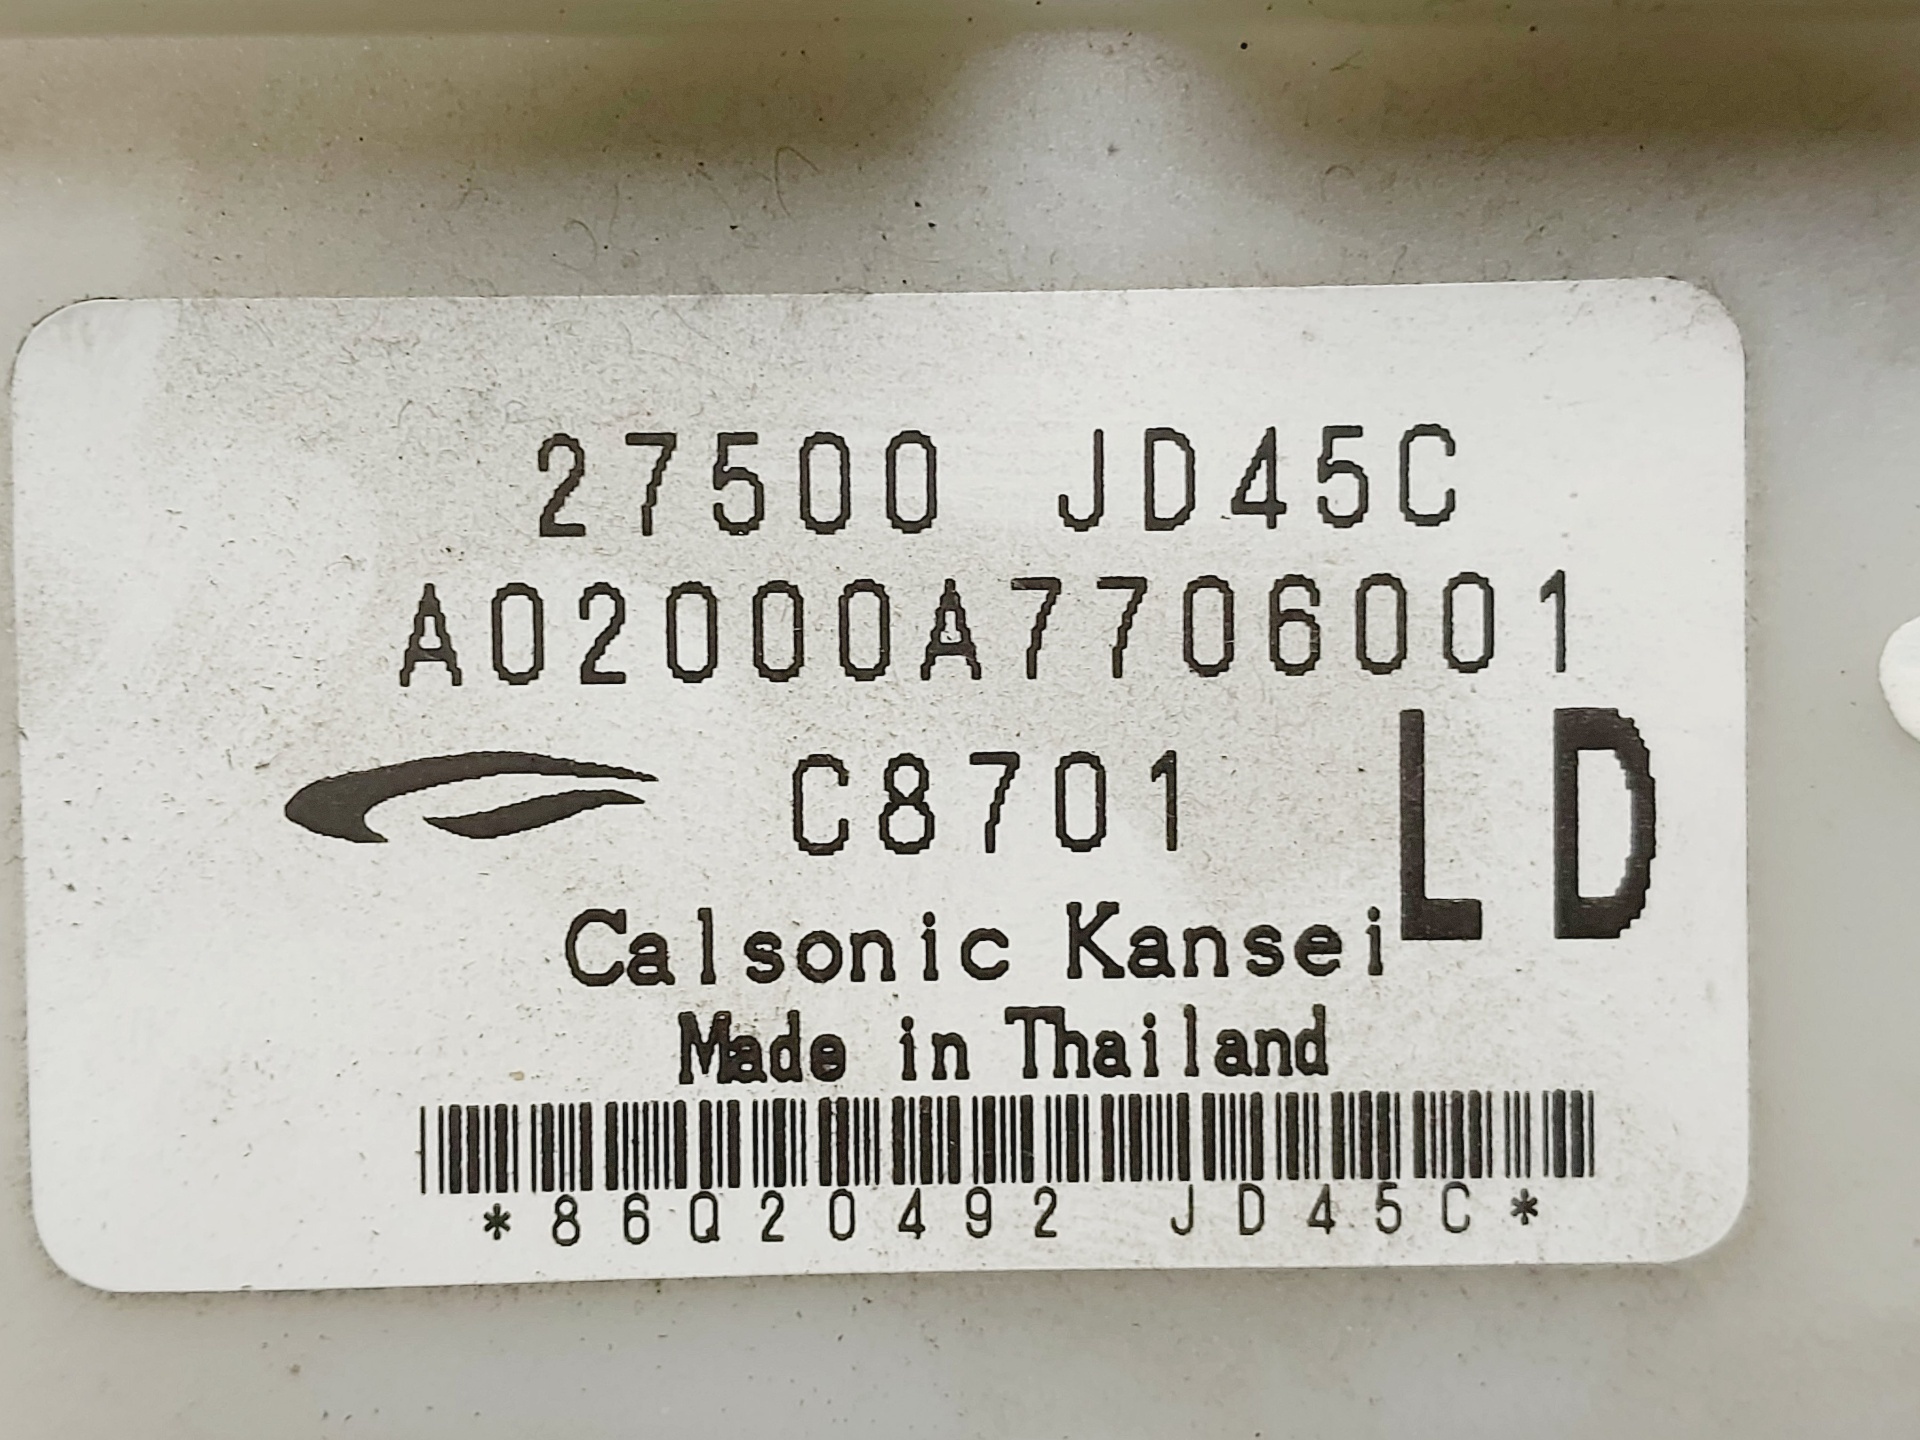 27500 JD45C
A02000A7706001
C8701 LD
Calsonic Kansei
Made in Thailand
*86Q20492 JD45C*